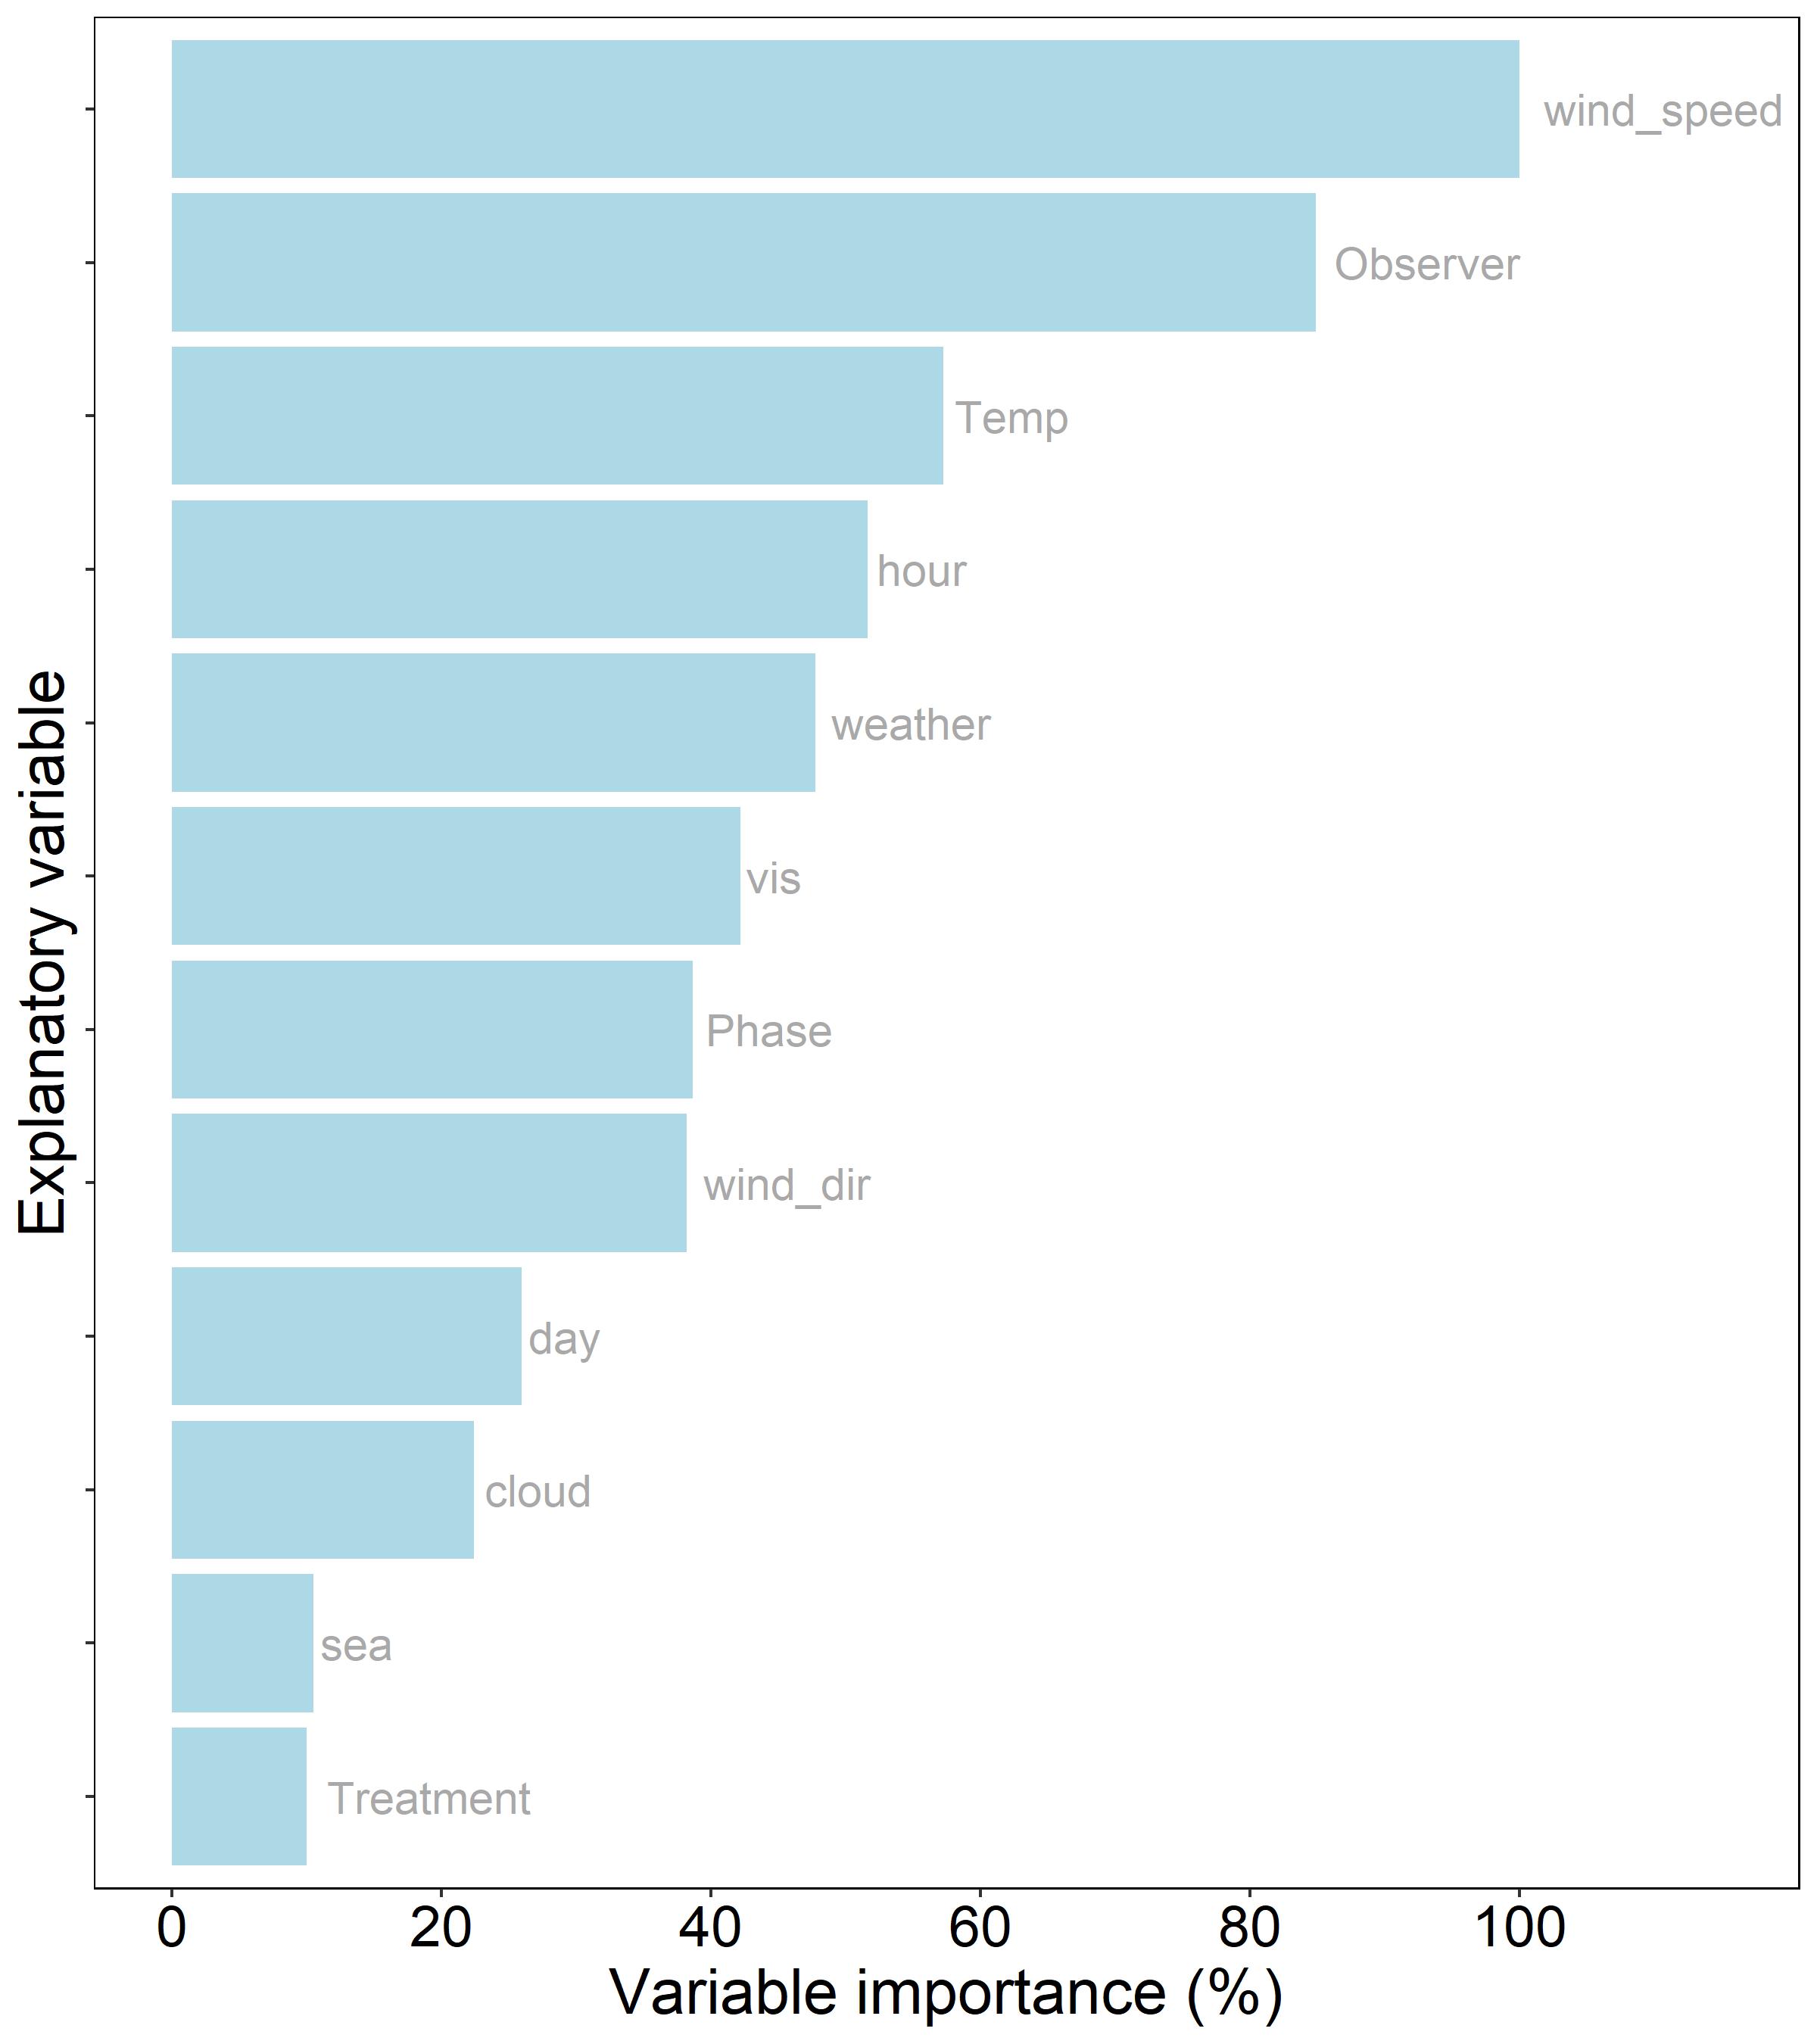 wind_speed
Observer
Temp
hour
weather
vis
Phase
wind_dir
day
cloud
sea
Treatment
Explanatory variable
0 20 40 60 80 100
Variable importance (%)